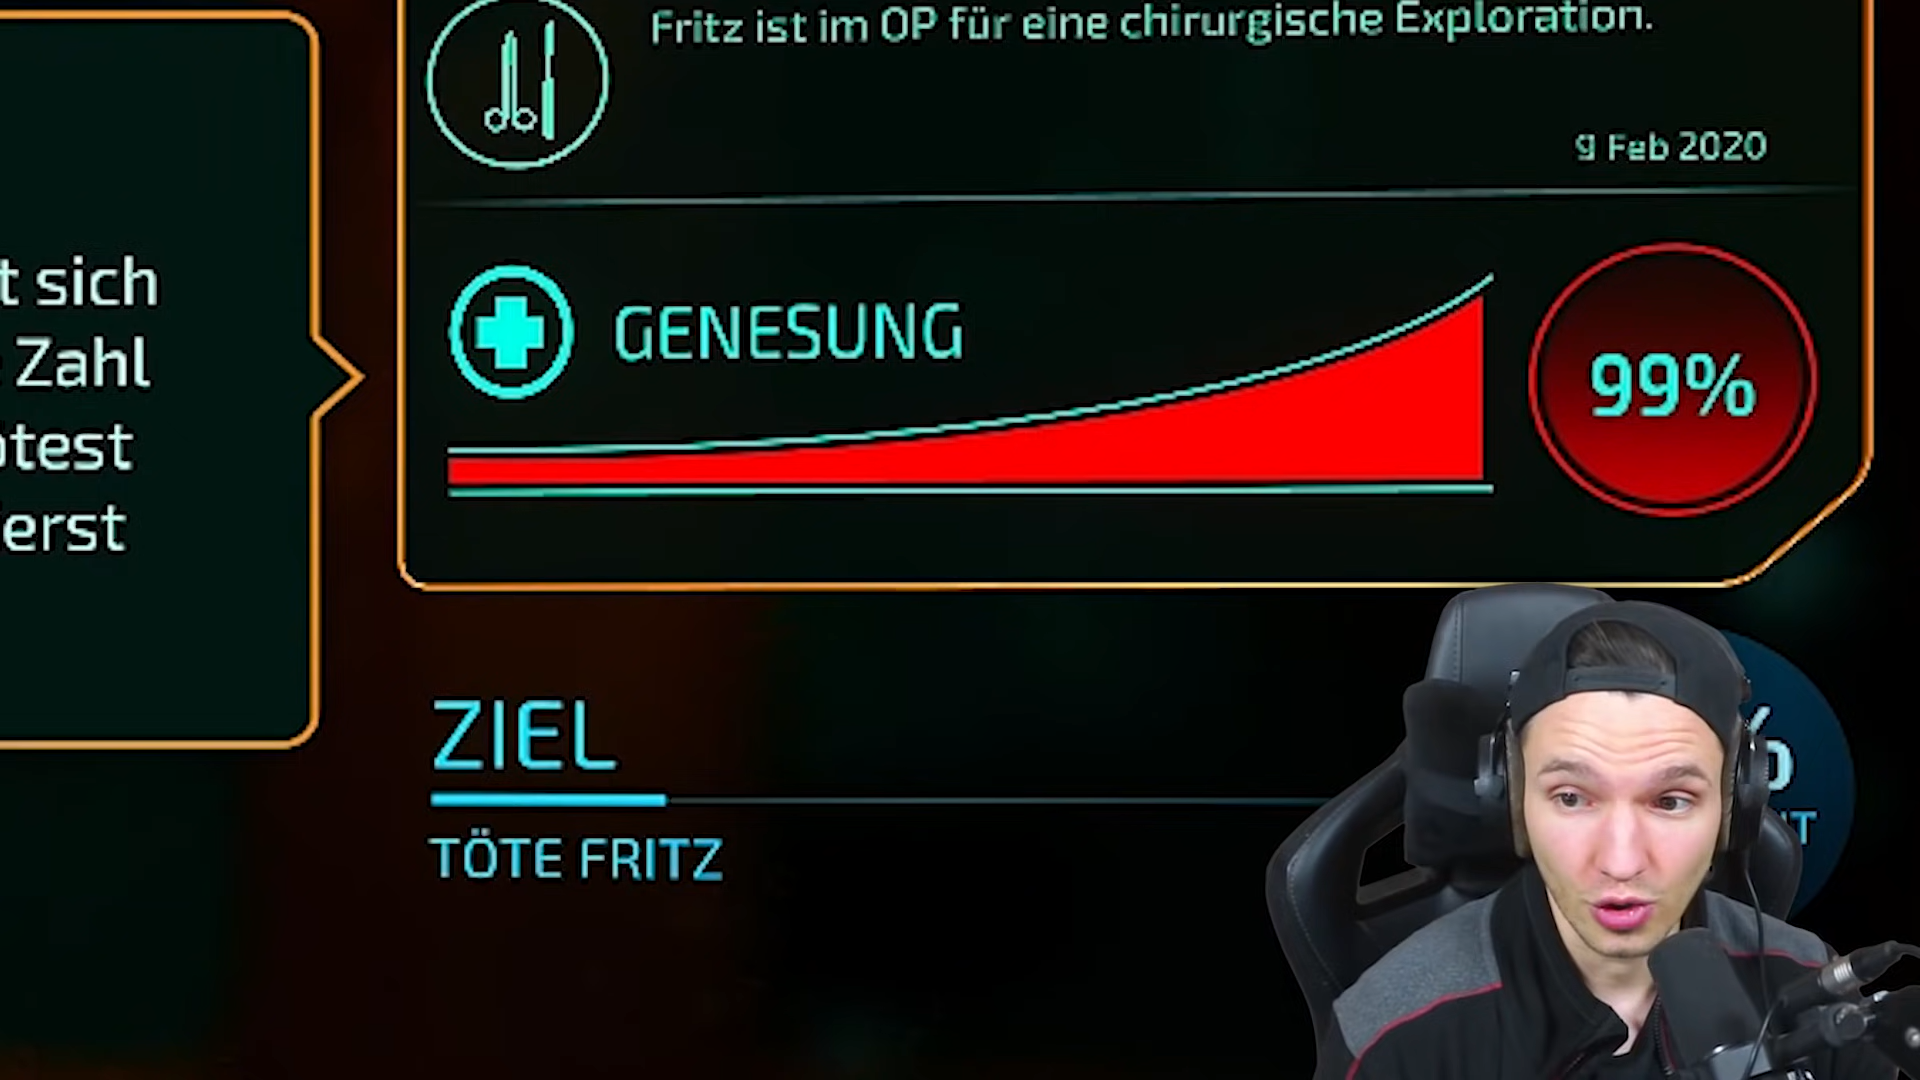 t sich
Zahl
test
erst
Fritz ist im OP für eine chirurgische Exploration.
9 Feb 2020
GENESUNG
99%
ZIEL
TÖTE FRITZ
%